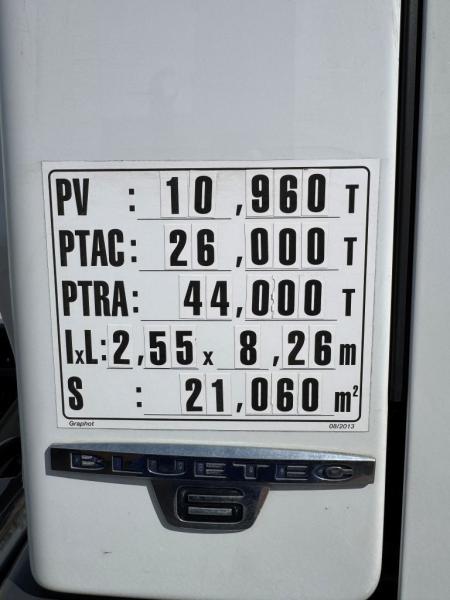 PV : 10,960 T
PTAC: 26,000 T
PTRA: 44,000 T
IxL: 2,55 x 8,26 m
S : 21,060 m²
Graphot 08/2013
BLUETEC